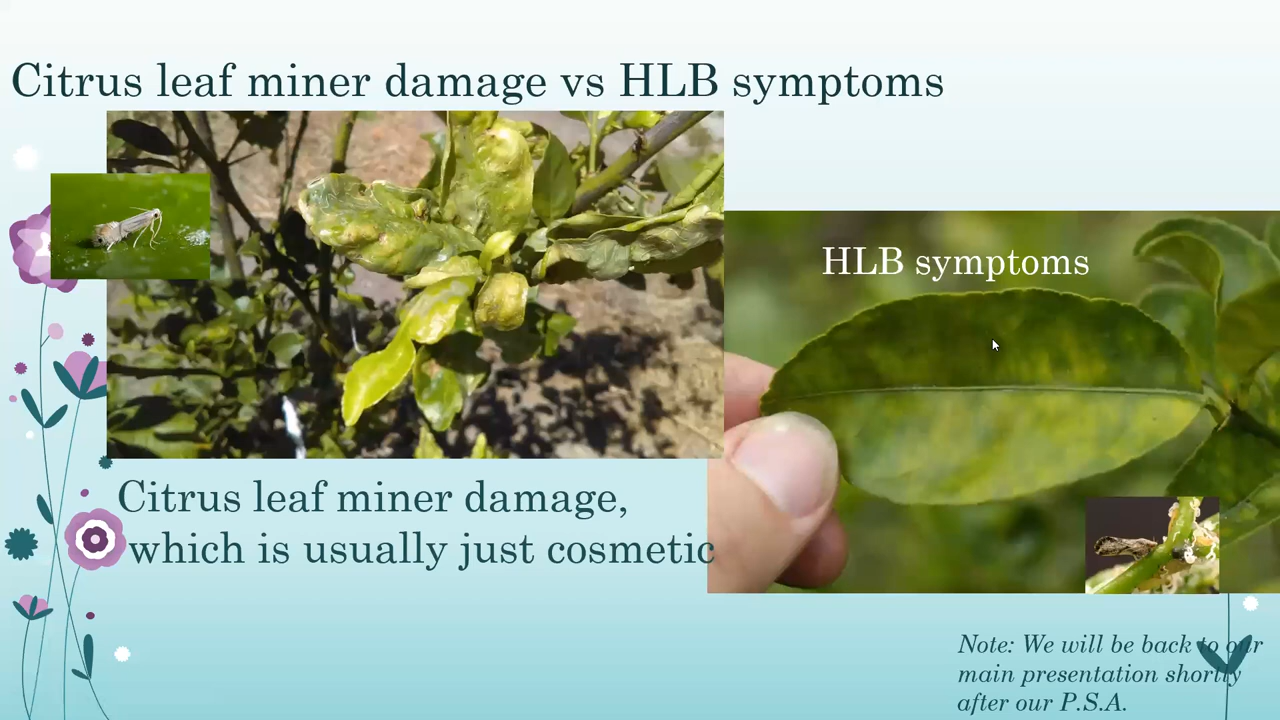 Citrus leaf miner damage vs HLB symptoms
HLB symptoms
Citrus leaf miner damage,
which is usually just cosmetic
Note: We will be back to our
main presentation shortly
after our P.S.A.